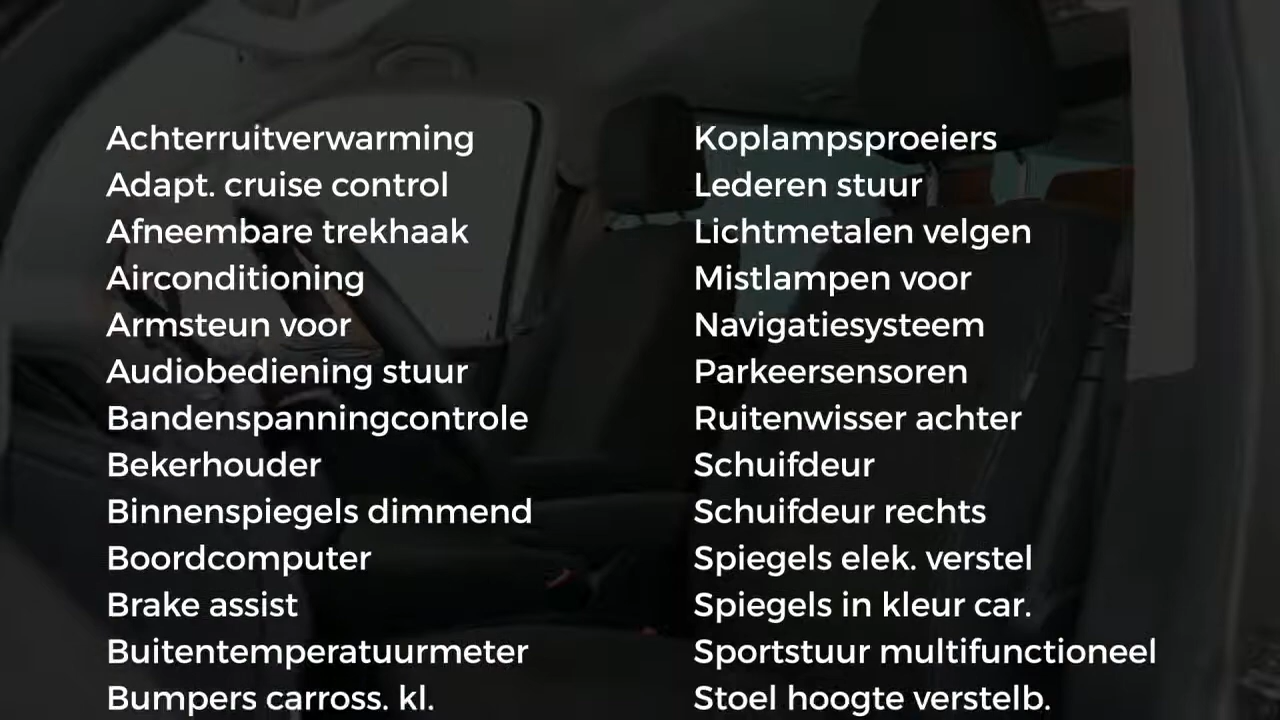 Achterruitverwarming
Adapt. cruise control
Afneembare trekhaak
Airconditioning
Armsteun voor
Audiobediening stuur
Bandenspanningcontrole
Bekerhouder
Binnenspiegels dimmend
Boordcomputer
Brake assist
Buitentemperatuurmeter
Bumpers carross. kl.
Koplampsproeiers
Lederen stuur
Lichtmetalen velgen
Mistlampen voor
Navigatiesysteem
Parkeersensoren
Ruitenwisser achter
Schuifdeur
Schuifdeur rechts
Spiegels elek. verstel
Spiegels in kleur car.
Sportstuur multifunctioneel
Stoel hoogte verstelb.